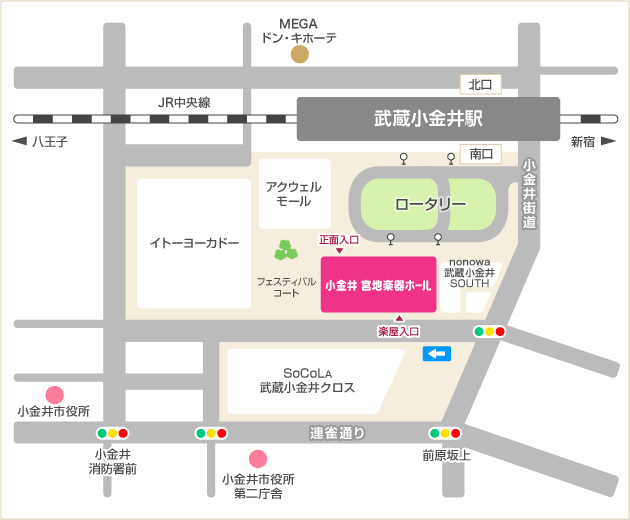 MEGA
ドン・キホーテ
北口
JR中央線
武蔵小金井駅
八王子
新宿
南口
小金井街道
アクウェル
モール
ロータリー
イトーヨーカドー
正面入口
フェスティバル
コート
小金井 宮地楽器ホール
nonowa
武蔵小金井
SOUTH
楽屋入口
SoCoLA
武蔵小金井クロス
小金井市役所
連雀通り
小金井
消防署前
前原坂上
小金井市役所
第二庁舎